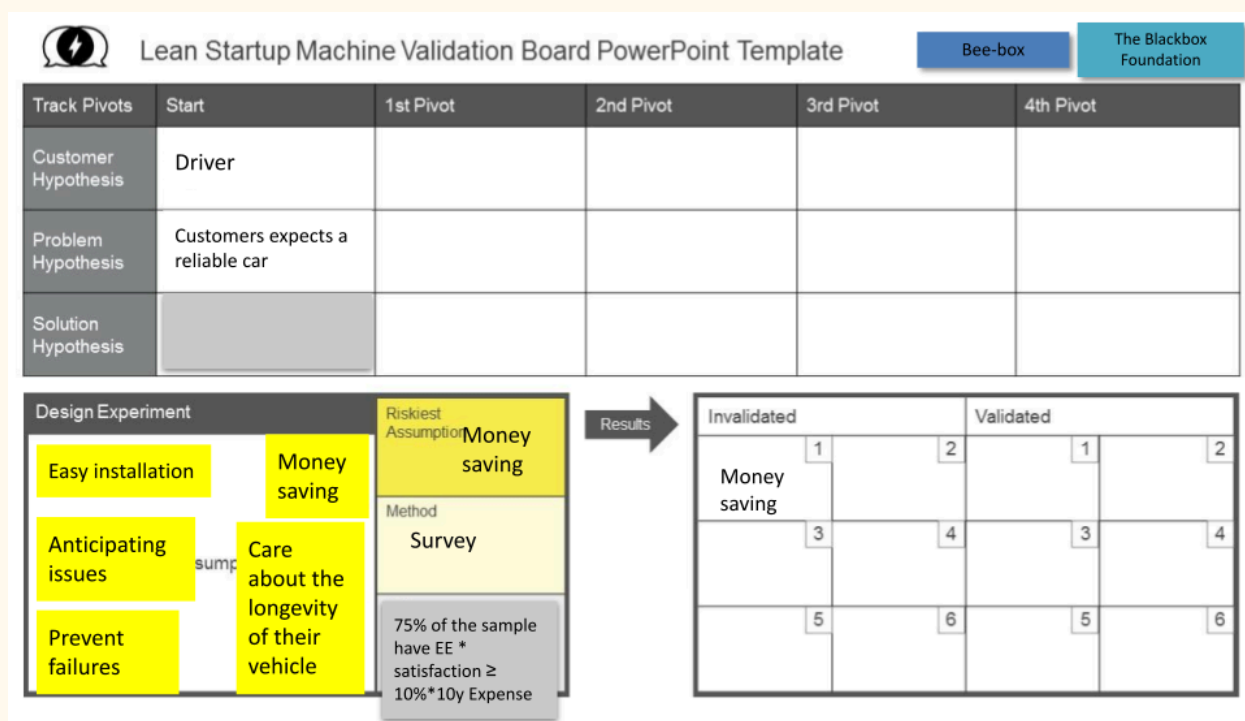 Lean Startup Machine Validation Board PowerPoint Template
Bee-box
The Blackbox
Foundation
Track Pivots
Start
1st Pivot
2nd Pivot
3rd Pivot
4th Pivot
Customer
Hypothesis
Driver
Problem
Hypothesis
Customers expects a
reliable car
Solution
Hypothesis
Design Experiment
Easy installation
Money
saving
Anticipating
issues
sump
Care
about the
longevity
of their
vehicle
Prevent
failures
Riskiest
Assumption
Money
saving
Method
Survey
75% of the sample
have EE *
satisfaction ≥
10%*10y Expense
Results
Invalidated
Validated
1
2
1
2
Money
saving
3
4
3
4
5
6
5
6